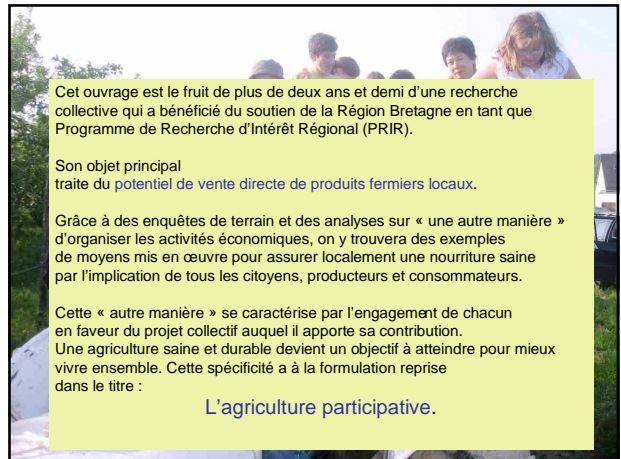 Cet ouvrage est le fruit de plus de deux ans et demi d'une recherche
collective qui a bénéficié du soutien de la Région Bretagne en tant que
Programme de Recherche d'Intérêt Régional (PRIR).
Son objet principal
traite du potentiel de vente directe de produits fermiers locaux.
Grâce à des enquêtes de terrain et des analyses sur « une autre manière »
d'organiser les activités économiques, on y trouvera des exemples
de moyens mis en œuvre pour assurer localement une nourriture saine
par l'implication de tous les citoyens, producteurs et consommateurs.
Cette « autre manière » se caractérise par l'engagement de chacun
en faveur du projet collectif auquel il apporte sa contribution.
Une agriculture saine et durable devient un objectif à atteindre pour mieux
vivre ensemble. Cette spécificité a à la formulation reprise
dans le titre :
L'agriculture participative.